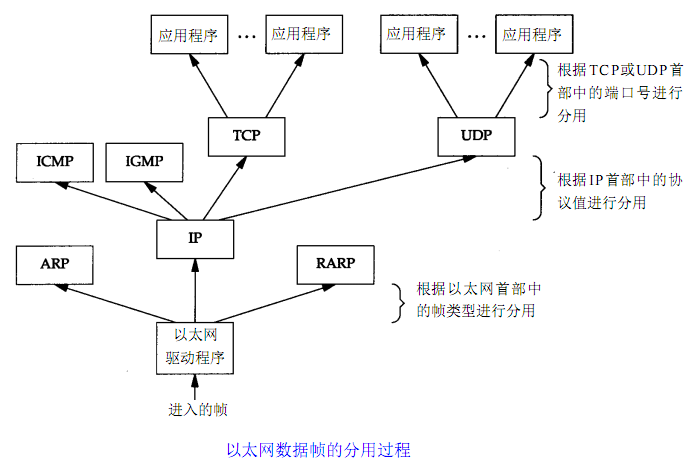 应用程序 … 应用程序 应用程序 … 应用程序
根据TCP或UDP首
部中的端口号进行
分用
TCP UDP
ICMP IGMP
根据IP首部中的协
议值进行分用
IP
ARP RARP
根据以太网首部中
的帧类型进行分用
以太网
驱动程序
进入的帧
以太网数据帧的分用过程